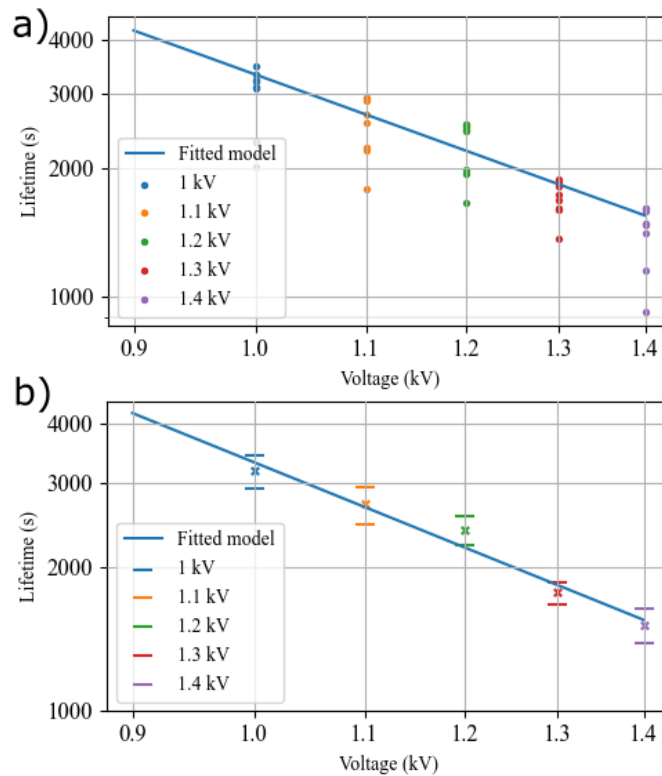 a)
4000
3000
2000
1000
Lifetime (s)
Fitted model
1 kV
1.1 kV
1.2 kV
1.3 kV
1.4 kV
0.9 1.0 1.1 1.2 1.3 1.4
Voltage (kV)
b)
4000
3000
2000
1000
Lifetime (s)
Fitted model
1 kV
1.1 kV
1.2 kV
1.3 kV
1.4 kV
0.9 1.0 1.1 1.2 1.3 1.4
Voltage (kV)